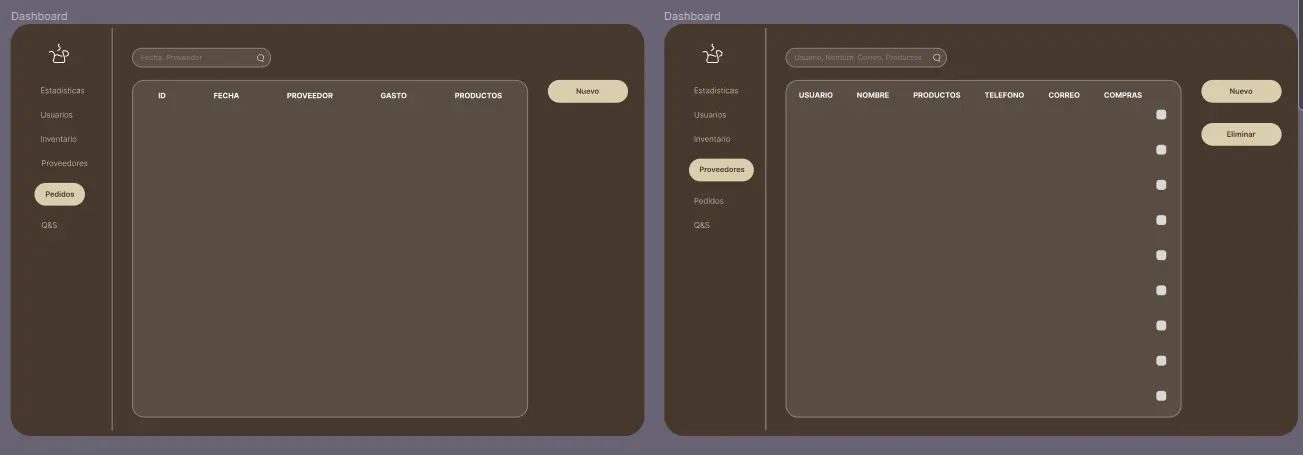 Dashboard
Fecha, Proveedor
Estadisticas
Usuarios
Inventario
Proveedores
Pedidos
Q&S
ID FECHA PROVEEDOR GASTO PRODUCTOS
Nuevo
Dashboard
Usuario, Nombre, Correo, Productos
Estadisticas
Usuarios
Inventario
Proveedores
Pedidos
Q&S
USUARIO NOMBRE PRODUCTOS TELEFONO CORREO COMPRAS
Nuevo
Eliminar